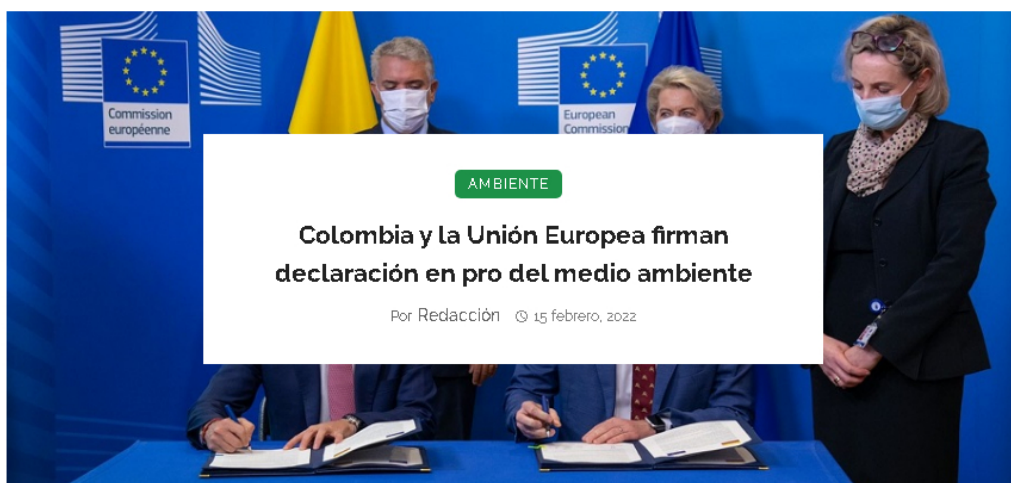 Commission
européenne
European
Commission
AMBIENTE
Colombia y la Unión Europea firman
declaración en pro del medio ambiente
Por Redacción 15 febrero, 2022